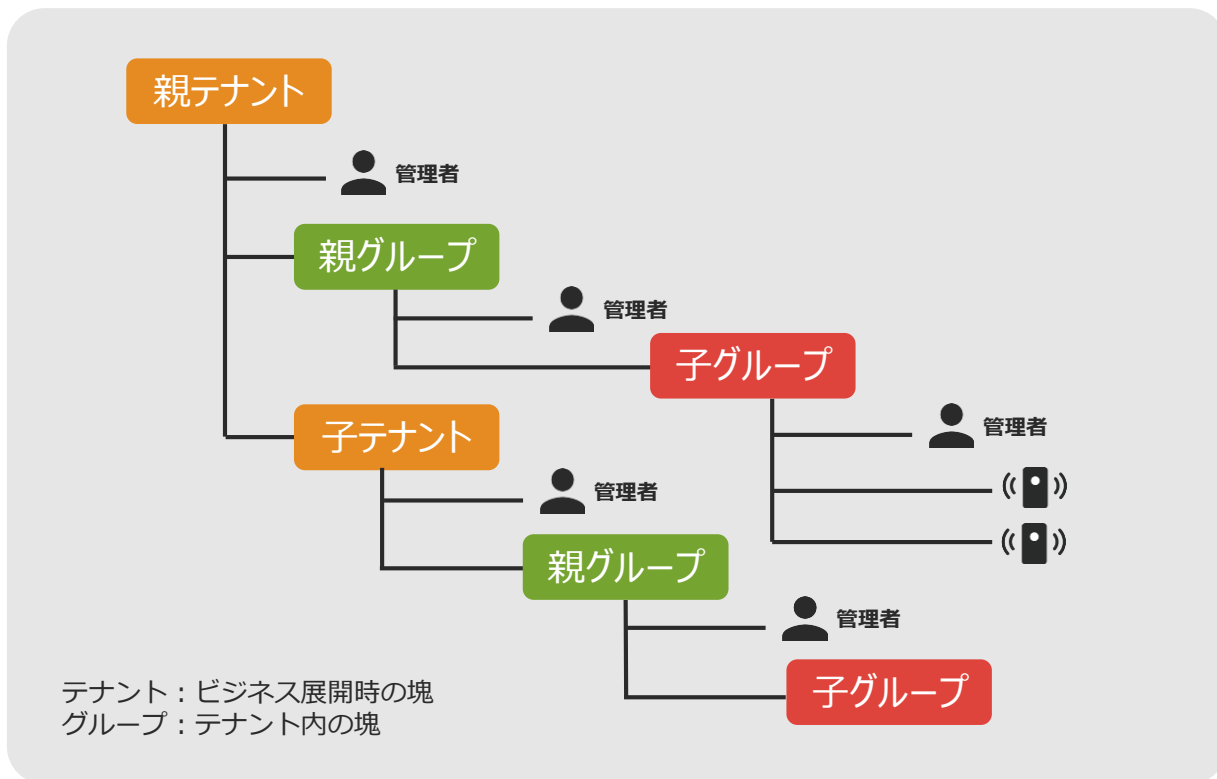 親テナント
管理者
親グループ
管理者
子グループ
管理者
子テナント
管理者
親グループ
管理者
子グループ
テナント：ビジネス展開時の塊
グループ：テナント内の塊